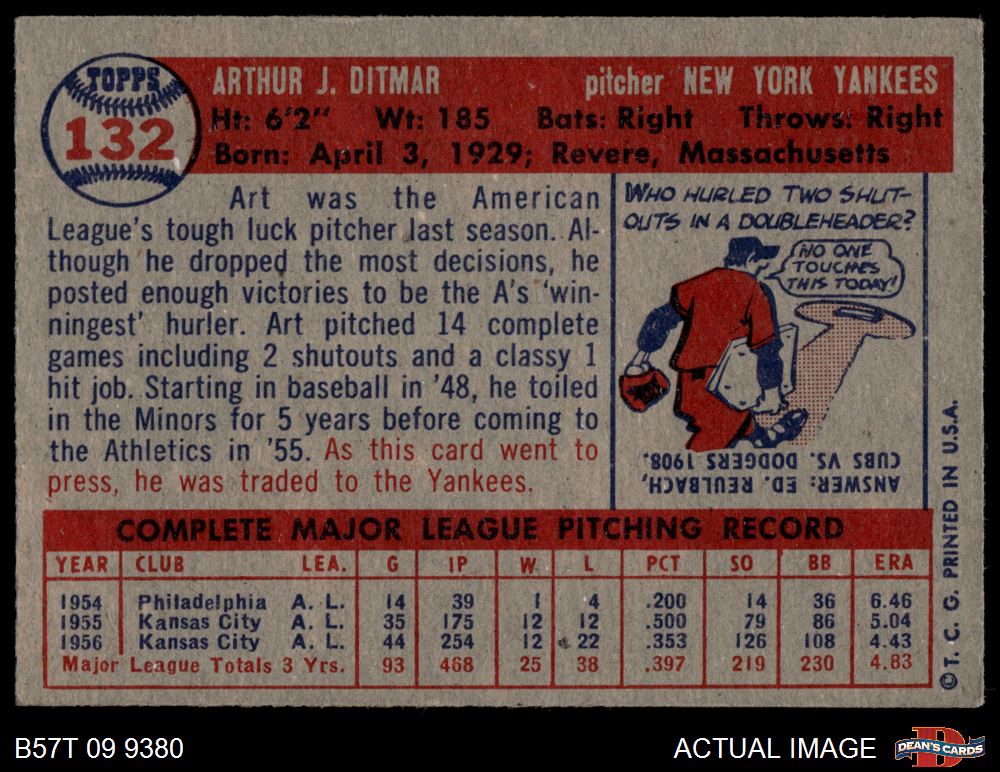 TOPPS
132
ARTHUR J. DITMAR pitcher NEW YORK YANKEES
Ht: 6'2" Wt: 185 Bats: Right Throws: Right
Born: April 3, 1929; Revere, Massachusetts
Art was the American
League's tough luck pitcher last season. Al-
though he dropped the most decisions, he
posted enough victories to be the A's 'win-
ningest' hurler. Art pitched 14 complete
games including 2 shutouts and a classy 1
hit job. Starting in baseball in '48, he toiled
in the Minors for 5 years before coming to
the Athletics in '55. As this card went to
press, he was traded to the Yankees.
WHO HURLED TWO SHUT-
OUTS IN A DOUBLEHEADER?
NO ONE
TOUCHES
THIS TODAY!
ANSWER: ED. REULBACH,
CUBS VS. DODGERS 1908.
COMPLETE MAJOR LEAGUE PITCHING RECORD
YEAR CLUB LEA. G IP W L PCT SO BB ERA
1954 Philadelphia A. L. 14 39 1 4 .200 14 36 6.46
1955 Kansas City A. L. 35 175 12 12 .500 79 86 5.04
1956 Kansas City A. L. 44 254 12 22 .353 126 108 4.43
Major League Totals 3 Yrs. 93 468 25 38 .397 219 230 4.83
© T. C. G. PRINTED IN U.S.A.
B57T 09 9380
ACTUAL IMAGE
D
DEAN'S CARDS